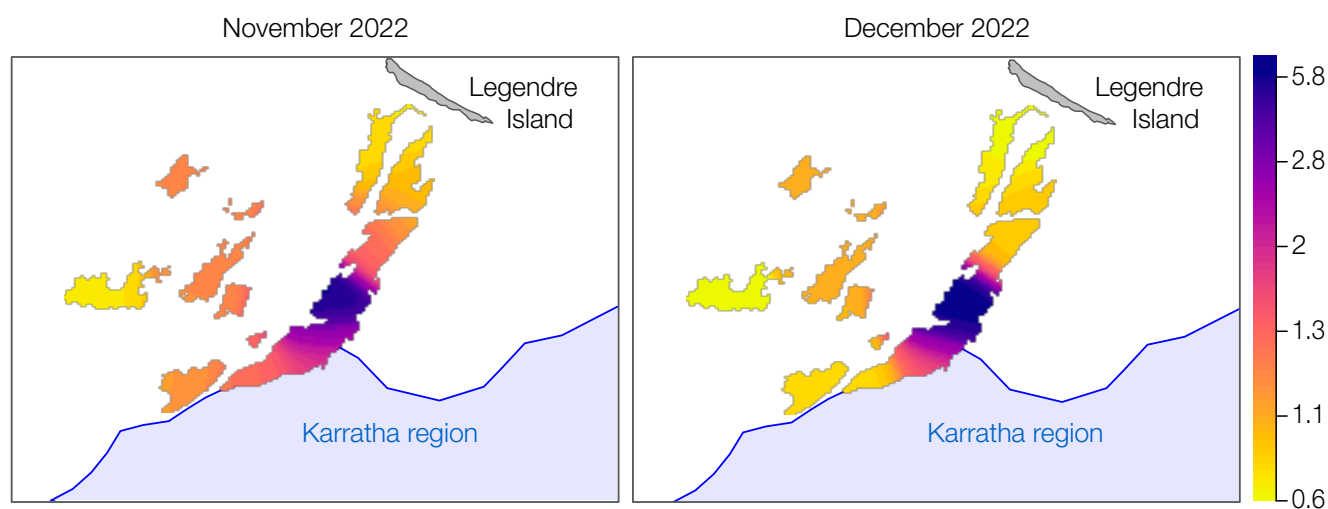 November 2022
December 2022
Legendre
Island
Legendre
Island
Karratha region
Karratha region
5.8
2.8
2
1.3
1.1
0.6